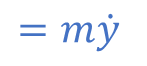 = mẏ